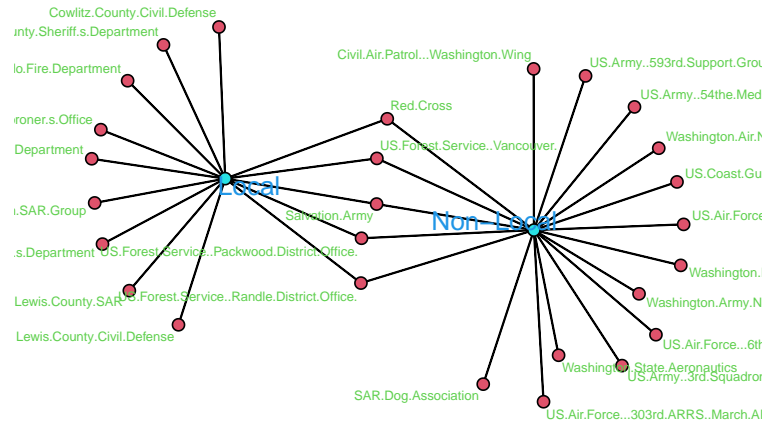 Cowlitz.County.Civil.Defense
nty.Sheriff.s.Department
Civil.Air.Patrol...Washington.Wing
US.Army..593rd.Support.Grou
lo.Fire.Department
US.Army..54the.Med
Red.Cross
roner.s.Office
Washington.Air.N
US.Forest.Service..Vancouver.
Department
US.Coast.Gu
Local
.SAR.Group
Salvation.Army
Non-Local
US.Air.Force
s.Department
US.Forest.Service..Packwood.District.Office.
Washington.
Lewis.County.SAR
US.Forest.Service..Randle.District.Office.
Washington.Army.N
Lewis.County.Civil.Defense
US.Air.Force...6th
Washington.State.Aeronautics
US.Army..3rd.Squadron
SAR.Dog.Association
US.Air.Force...303rd.ARRS..March.AI